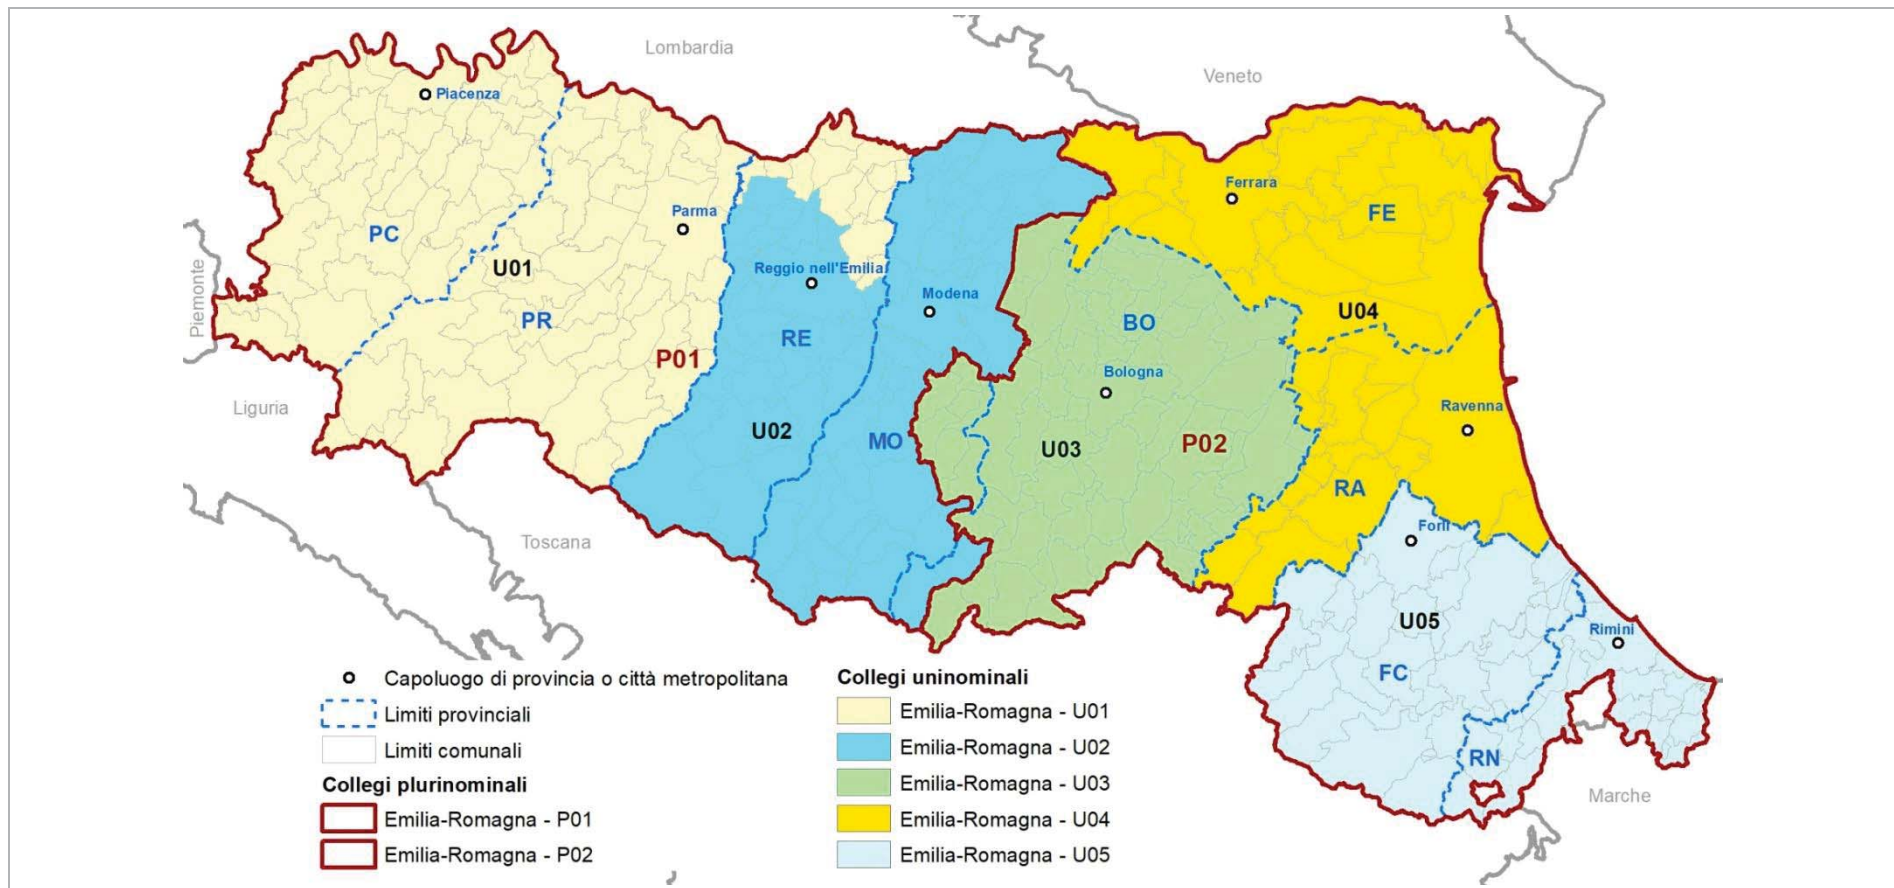 Lombardia
Veneto
Piacenza
Ferrara
Parma
FE
PC
Reggio nell'Emilia
U01
Piemonte
Modena
U04
PR
BO
RE
P01
Bologna
Liguria
Ravenna
U02
MO
U03
P02
RA
Forlì
Toscana
U05
Rimini
FC
RN
Marche
Capoluogo di provincia o città metropolitana
Limiti provinciali
Limiti comunali
Collegi plurinominali
Emilia-Romagna - P01
Emilia-Romagna - P02
Collegi uninominali
Emilia-Romagna - U01
Emilia-Romagna - U02
Emilia-Romagna - U03
Emilia-Romagna - U04
Emilia-Romagna - U05